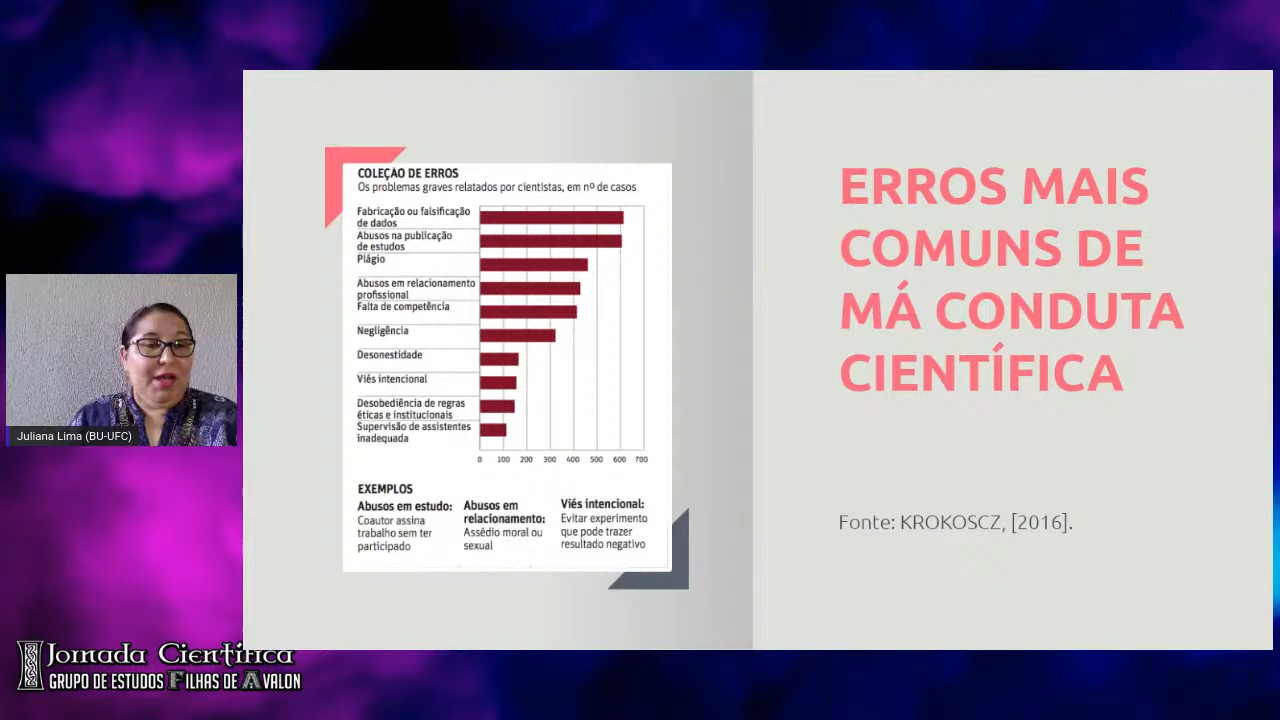 COLEÇÃO DE ERROS
Os problemas graves relatados por cientistas, em nº de casos
Fabricação ou falsificação
de dados
Abusos na publicação
de estudos
Plágio
Abusos em relacionamento
profissional
Falta de competência
Negligência
Desonestidade
Viés intencional
Desobediência de regras
éticas e institucionais
Supervisão de assistentes
inadequada
0 100 200 300 400 500 600 700
EXEMPLOS
Abusos em estudo:
Coautor assina
trabalho sem ter
participado
Abusos em
relacionamento:
Assédio moral ou
sexual
Viés intencional:
Evitar experimento
que pode trazer
resultado negativo
ERROS MAIS
COMUNS DE
MÁ CONDUTA
CIENTÍFICA
Fonte: KROKOSCZ, [2016].
Juliana Lima (BU-UFC)
Jornada Científica
GRUPO DE ESTUDOS FILHAS DE AVALON